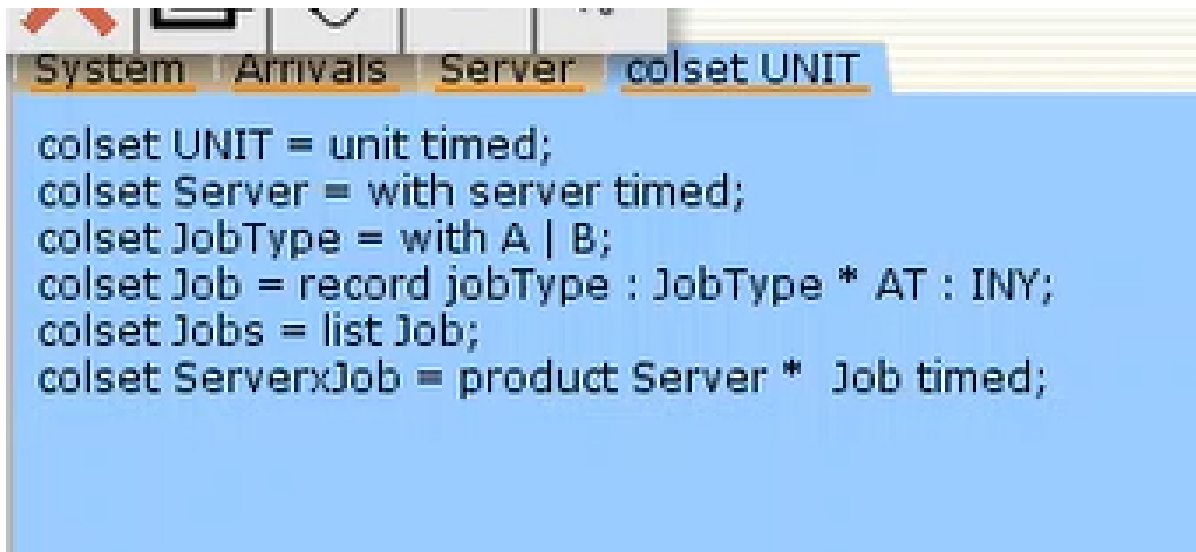 System Arrivals Server colset UNIT
colset UNIT = unit timed;
colset Server = with server timed;
colset JobType = with A | B;
colset Job = record jobType : JobType * AT : INY;
colset Jobs = list Job;
colset ServerxJob = product Server *  Job timed;